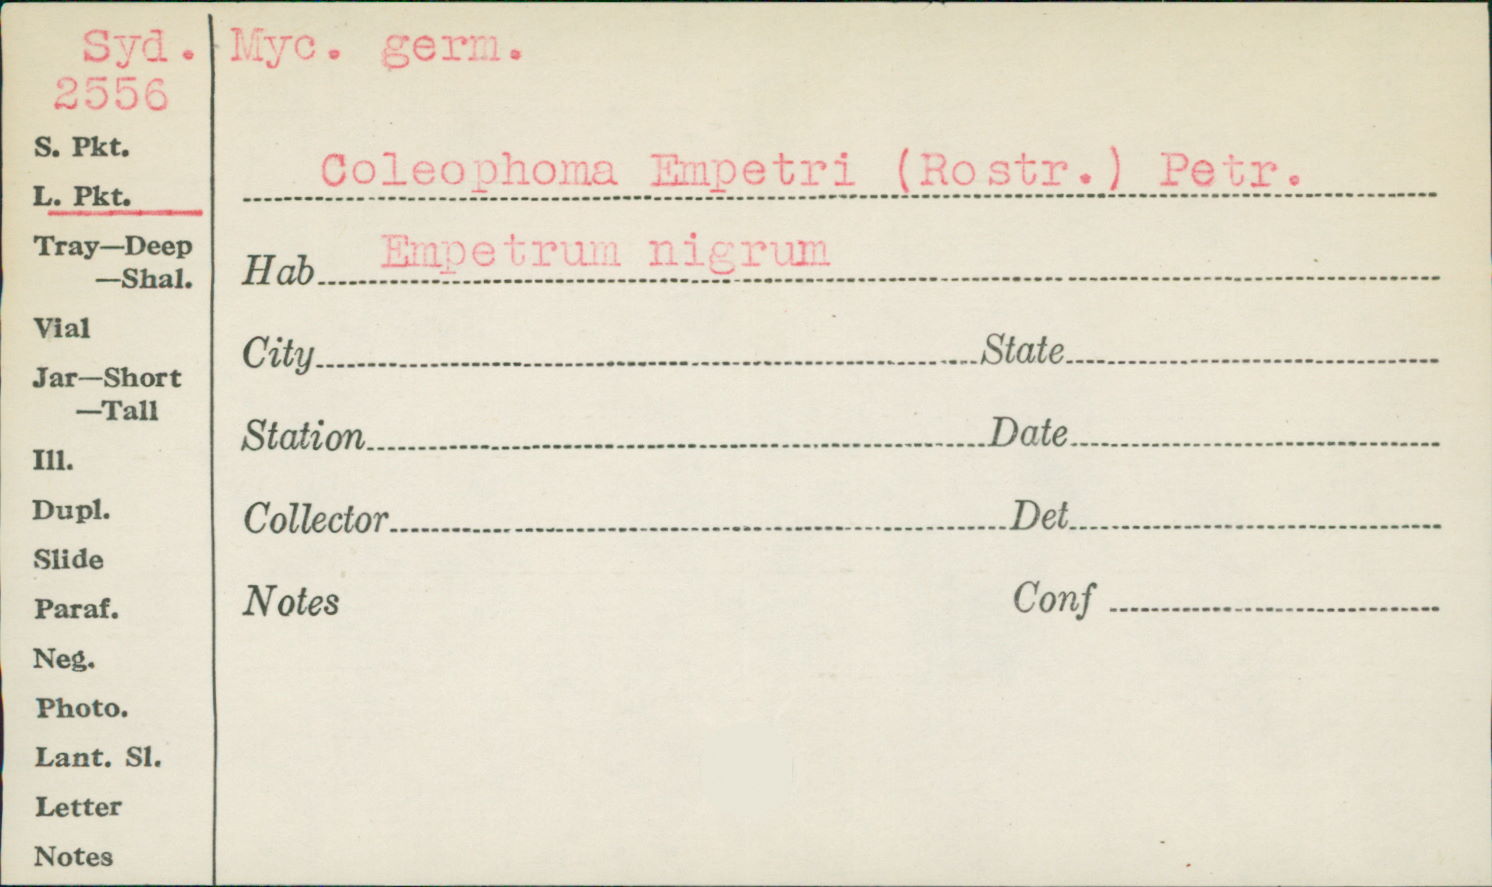 Syd. Myc. germ.
2556
S. Pkt.
L. Pkt.
Coleophoma Empetri (Rostr.) Petr.
Tray—Deep
—Shal.
Hab Empetrum nigrum
Vial
City State
Jar—Short
—Tall
Station Date
Ill.
Dupl.
Collector Det
Slide
Paraf.
Notes Conf
Neg.
Photo.
Lant. Sl.
Letter
Notes